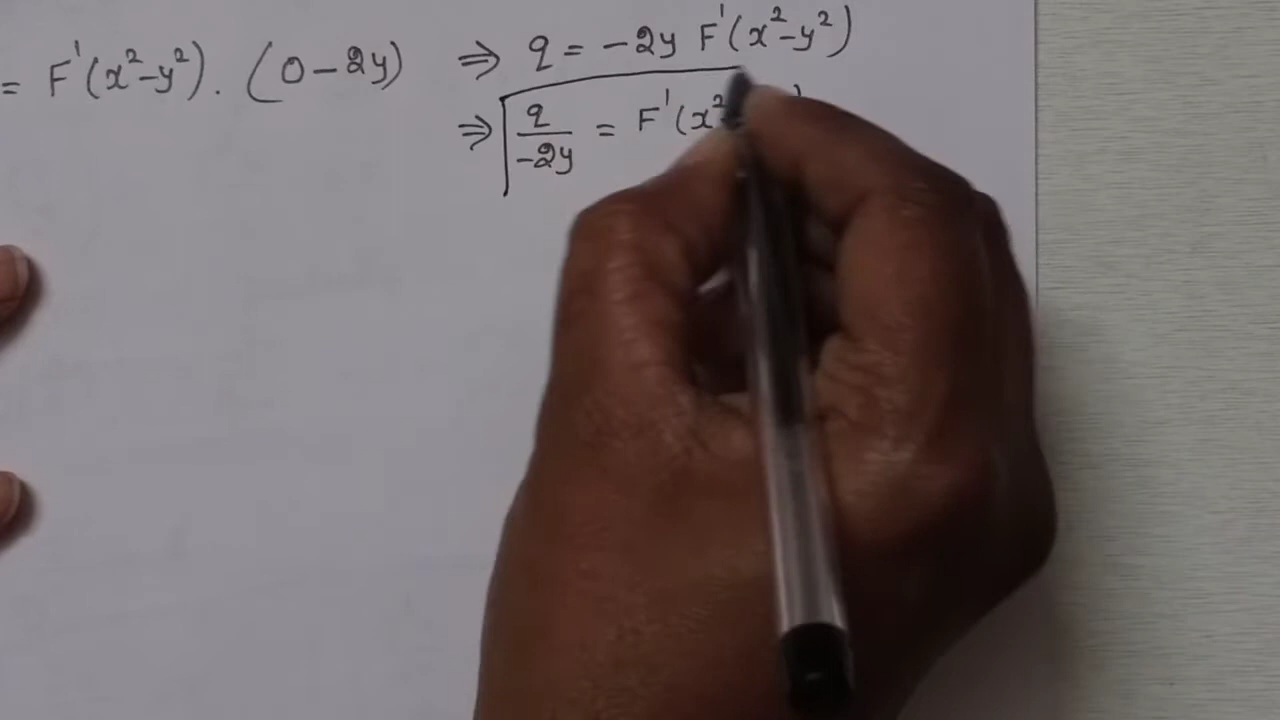 = F'(x²-y²). (0-2y) ⇒ q = -2y F'(x²-y²)
⇒ q/-2y = F'(x²